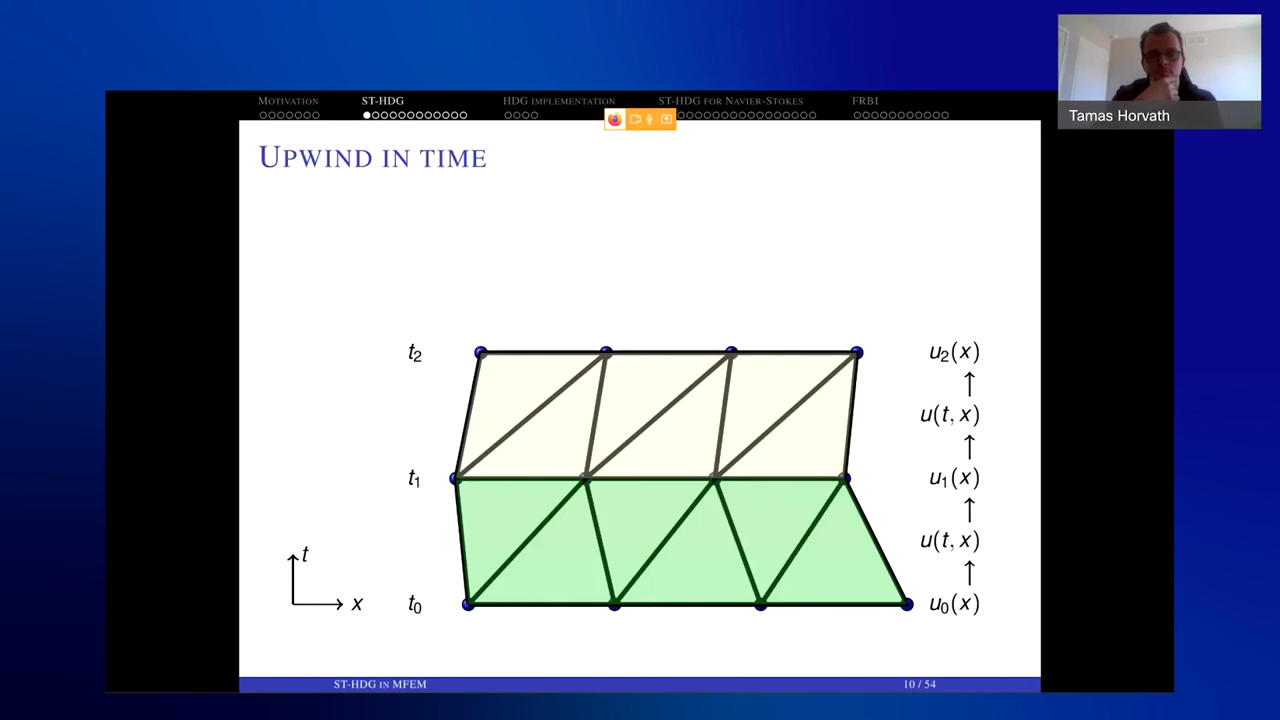 MOTIVATION ST-HDG HDG IMPLEMENTATION ST-HDG FOR NAVIER-STOKES FRBI
Tamas Horvath
UPWIND IN TIME
t₂ u₂(x)
↑
u(t, x)
↑
t₁ u₁(x)
↑
u(t, x)
↑
t
x t₀ u₀(x)
ST-HDG IN MFEM 10 / 54